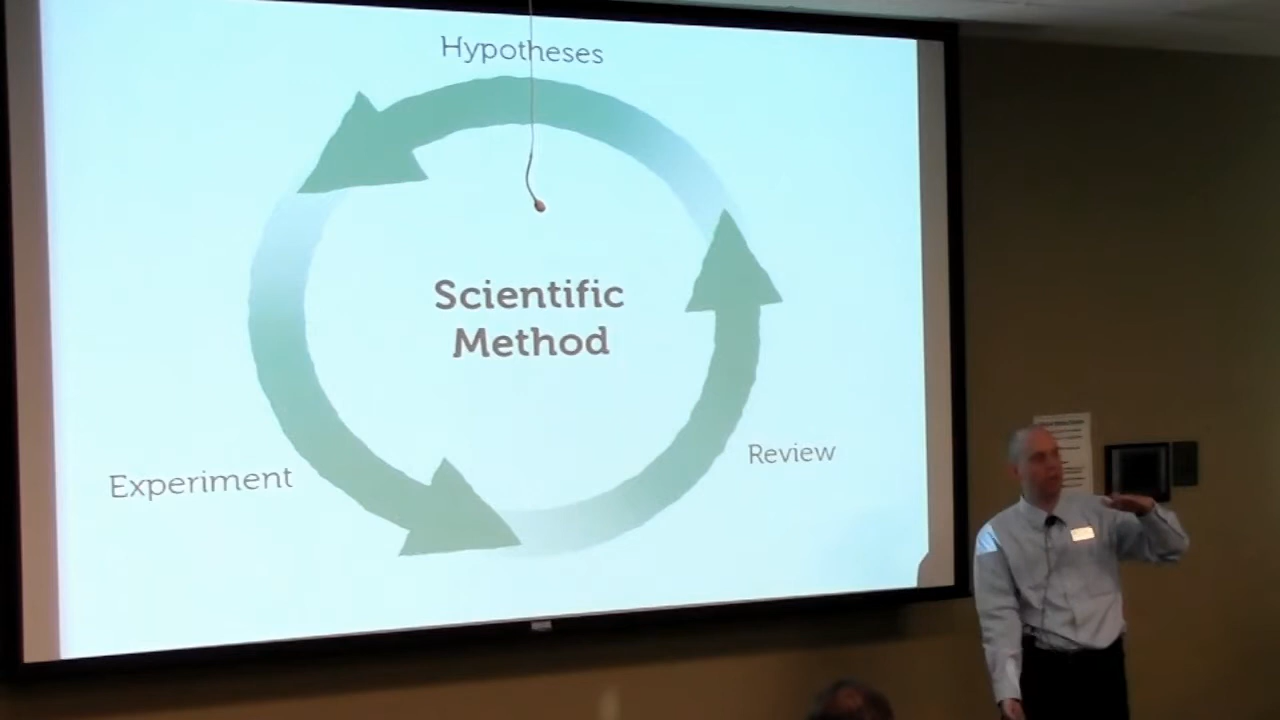 Hypotheses
Scientific
Method
Experiment
Review